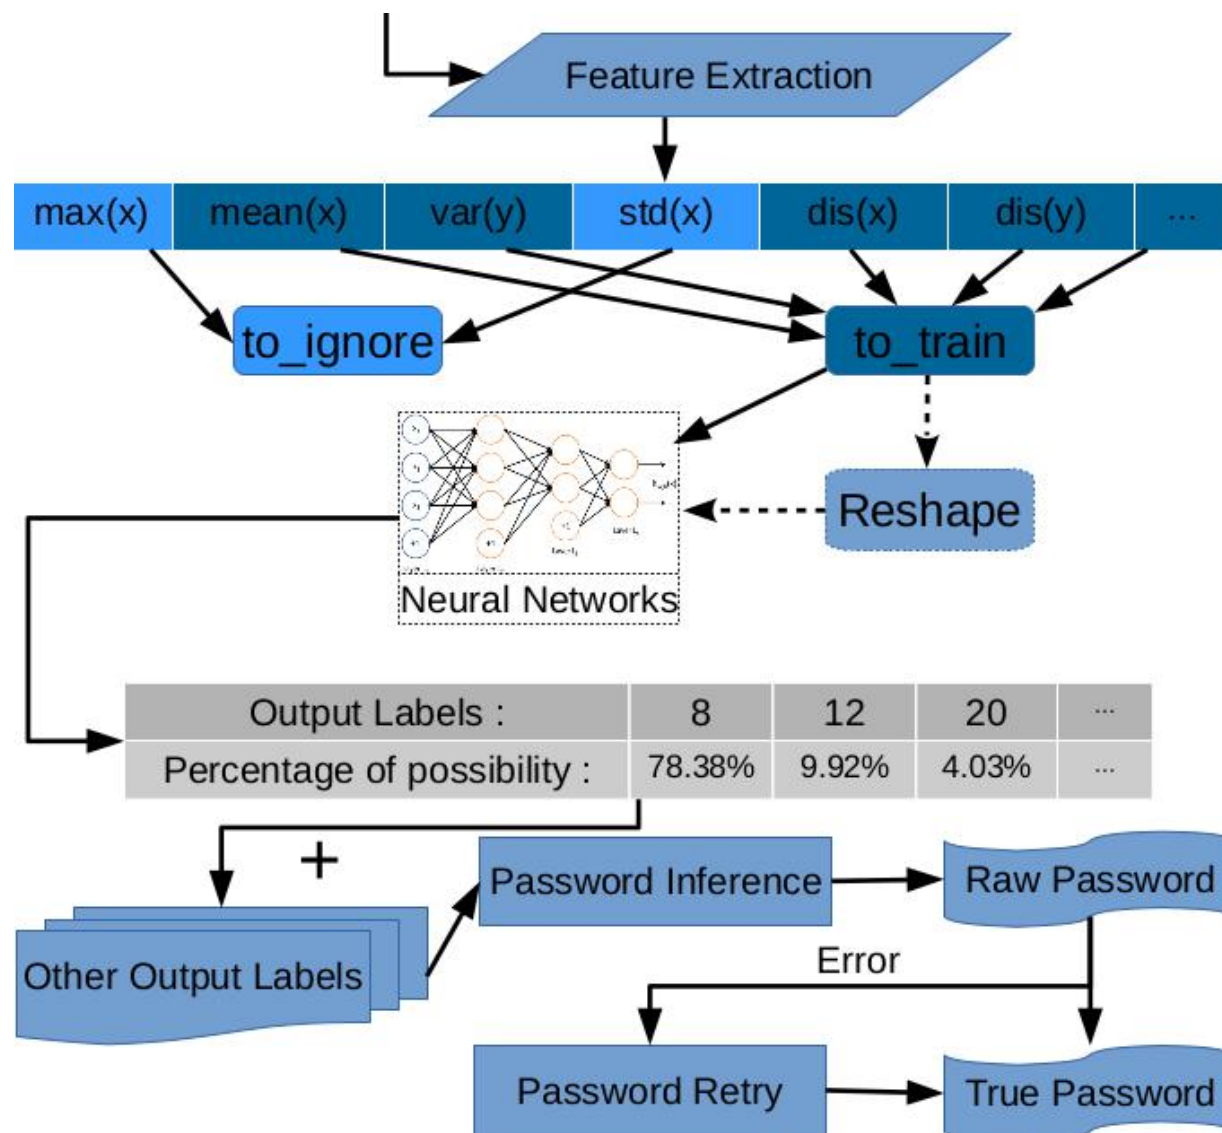 Feature Extraction
max(x) mean(x) var(y) std(x) dis(x) dis(y) ...
to_ignore to_train
Reshape
+1
Neural Networks
Output Labels : 8 12 20 ...
Percentage of possibility : 78.38% 9.92% 4.03% ...
+
Password Inference Raw Password
Other Output Labels
Error
Password Retry True Password